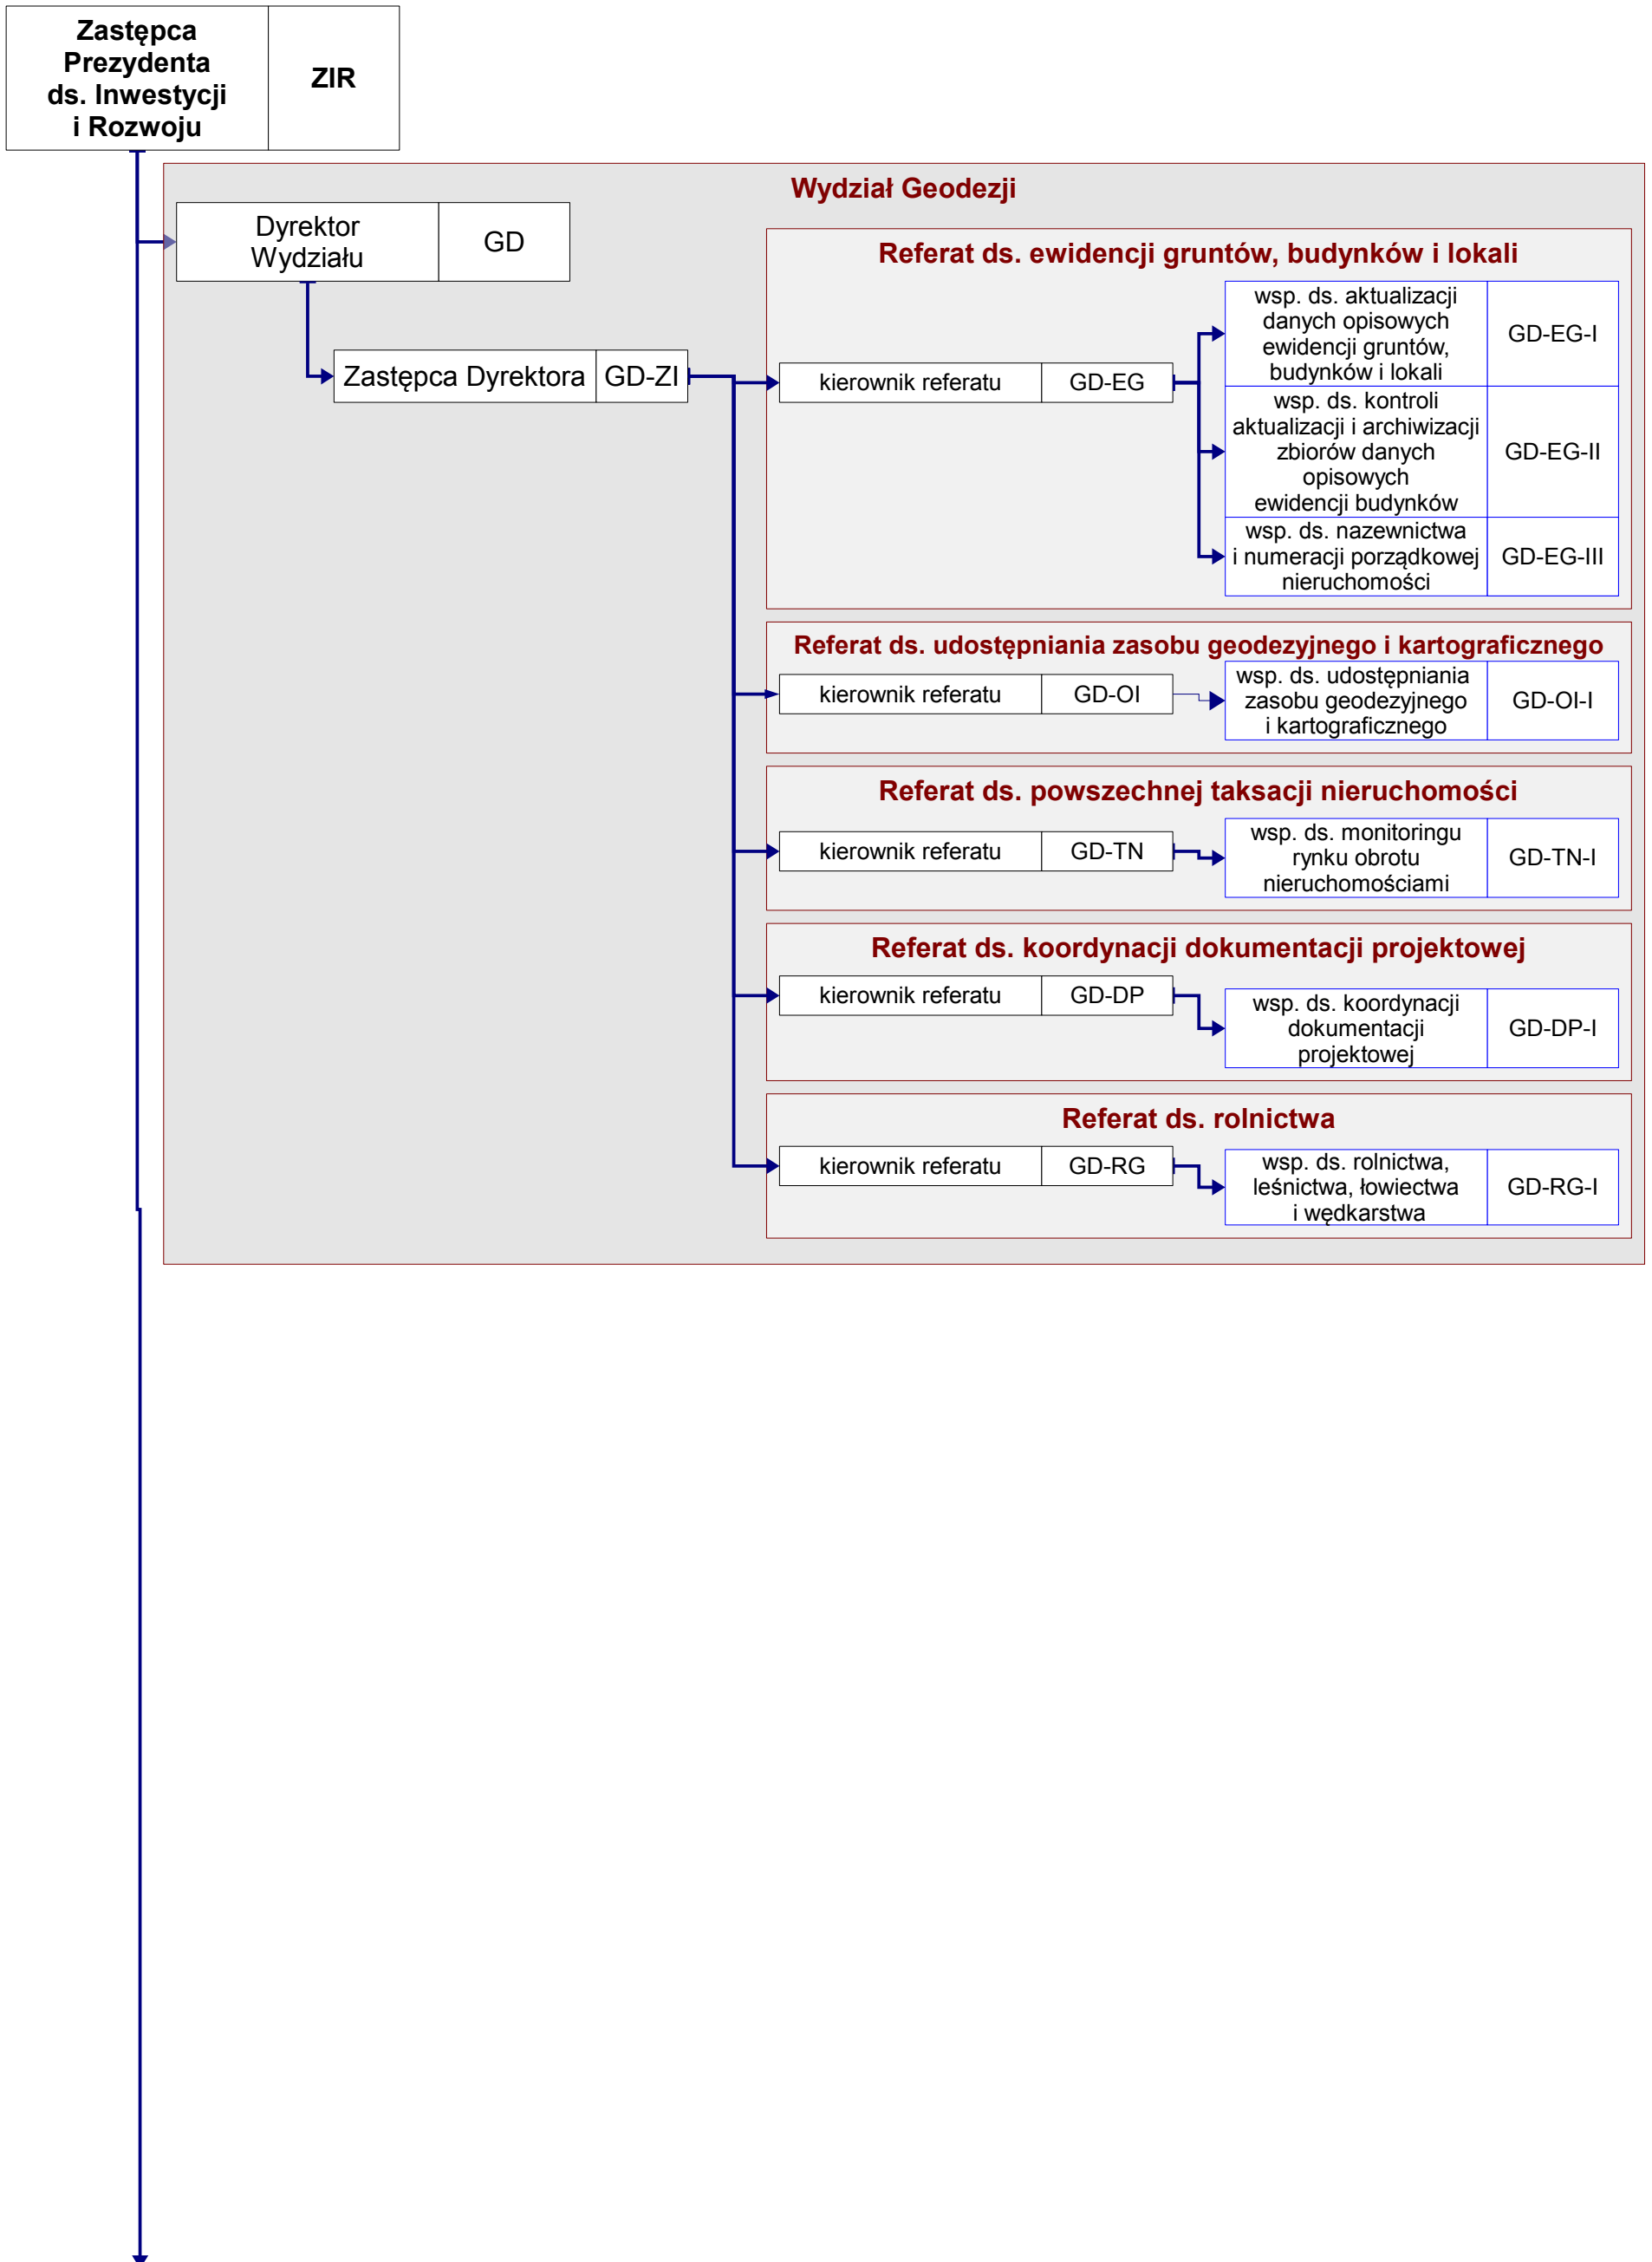 Zastępca
Prezydenta
ds. Inwestycji
i Rozwoju
ZIR
Wydział Geodezji
Dyrektor
Wydziału
GD
Zastępca Dyrektora
GD-ZI
Referat ds. ewidencji gruntów, budynków i lokali
kierownik referatu
GD-EG
wsp. ds. aktualizacji
danych opisowych
ewidencji gruntów,
budynków i lokali
GD-EG-I
wsp. ds. kontroli
aktualizacji i archiwizacji
zbiorów danych
opisowych
ewidencji budynków
GD-EG-II
wsp. ds. nazewnictwa
i numeracji porządkowej
nieruchomości
GD-EG-III
Referat ds. udostępniania zasobu geodezyjnego i kartograficznego
kierownik referatu
GD-OI
wsp. ds. udostępniania
zasobu geodezyjnego
i kartograficznego
GD-OI-I
Referat ds. powszechnej taksacji nieruchomości
kierownik referatu
GD-TN
wsp. ds. monitoringu
rynku obrotu
nieruchomościami
GD-TN-I
Referat ds. koordynacji dokumentacji projektowej
kierownik referatu
GD-DP
wsp. ds. koordynacji
dokumentacji
projektowej
GD-DP-I
Referat ds. rolnictwa
kierownik referatu
GD-RG
wsp. ds. rolnictwa,
leśnictwa, łowiectwa
i wędkarstwa
GD-RG-I